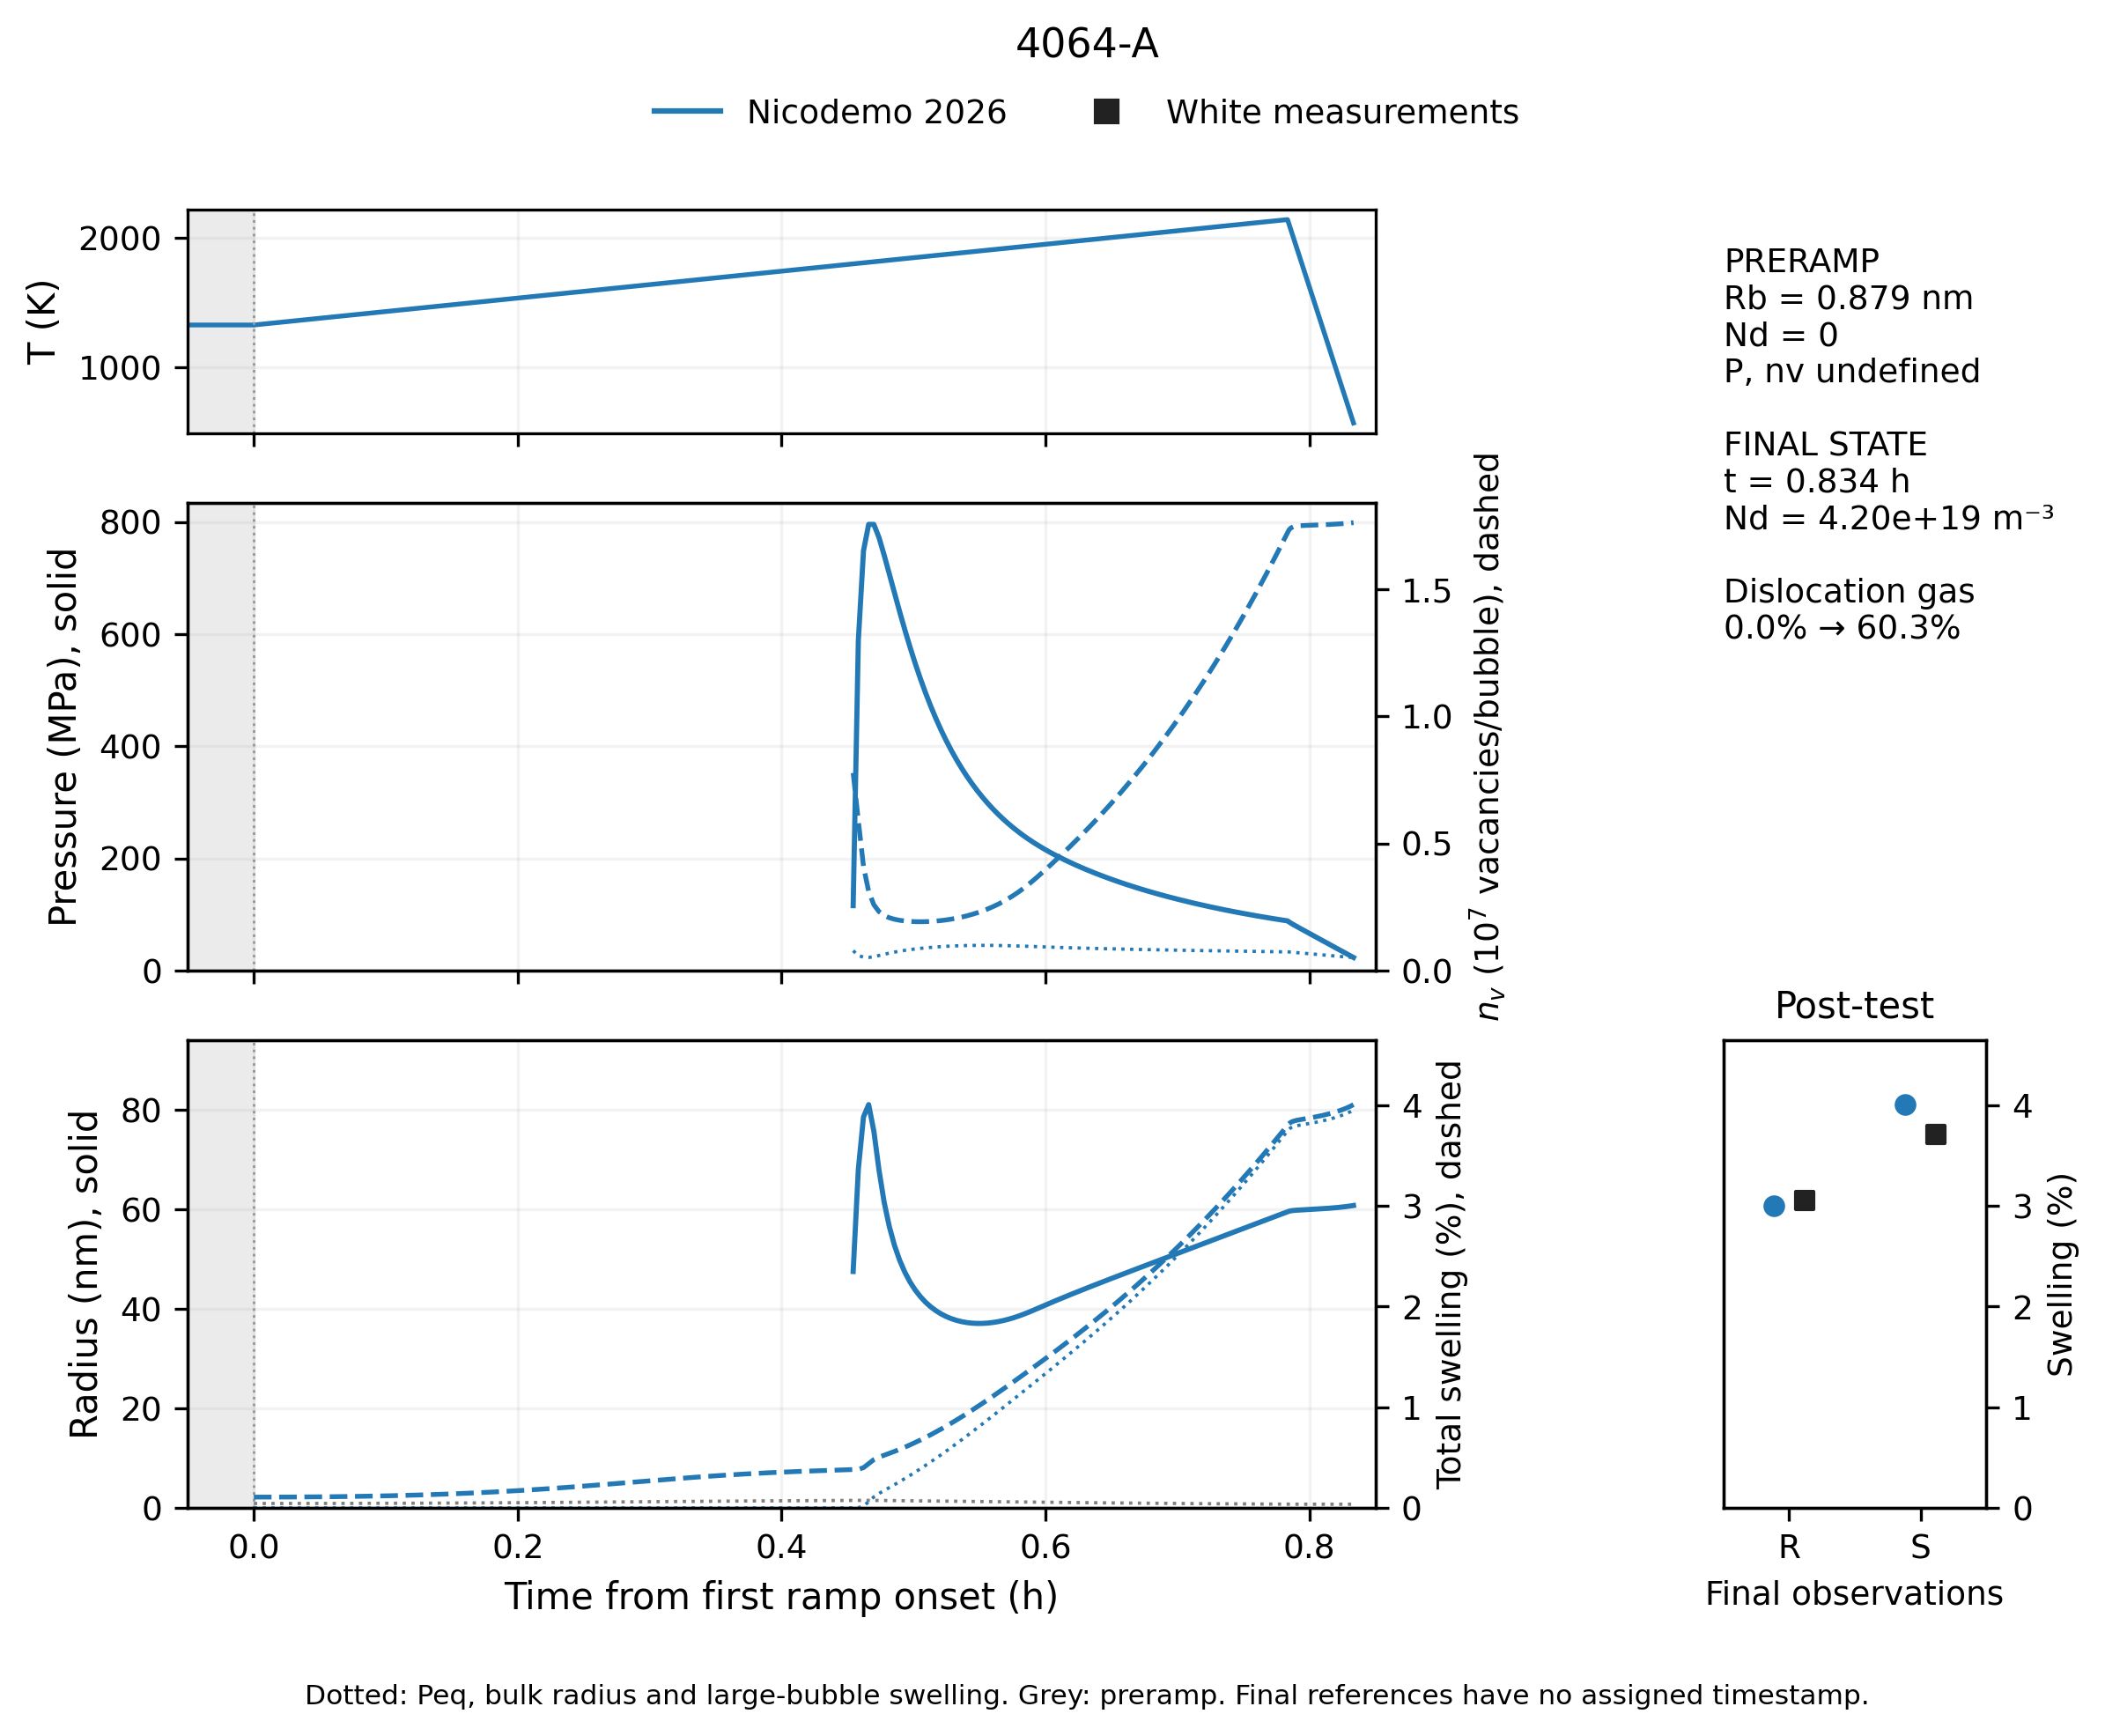 4064-A
Nicodemo 2026
White measurements
2000
1000
T (K)
PRERAMP
Rb = 0.879 nm
Nd = 0
P, nv undefined
FINAL STATE
t = 0.834 h
Nd = 4.20e+19 m⁻³
Dislocation gas
0.0% → 60.3%
800
600
400
200
0
Pressure (MPa), solid
1.5
1.0
0.5
0.0
nᵥ (10⁷ vacancies/bubble), dashed
80
60
40
20
0
Radius (nm), solid
4
3
2
1
0
Total swelling (%), dashed
0.0 0.2 0.4 0.6 0.8
Time from first ramp onset (h)
Post-test
4
3
2
1
0
Swelling (%)
R S
Final observations
Dotted: Peq, bulk radius and large-bubble swelling. Grey: preramp. Final references have no assigned timestamp.